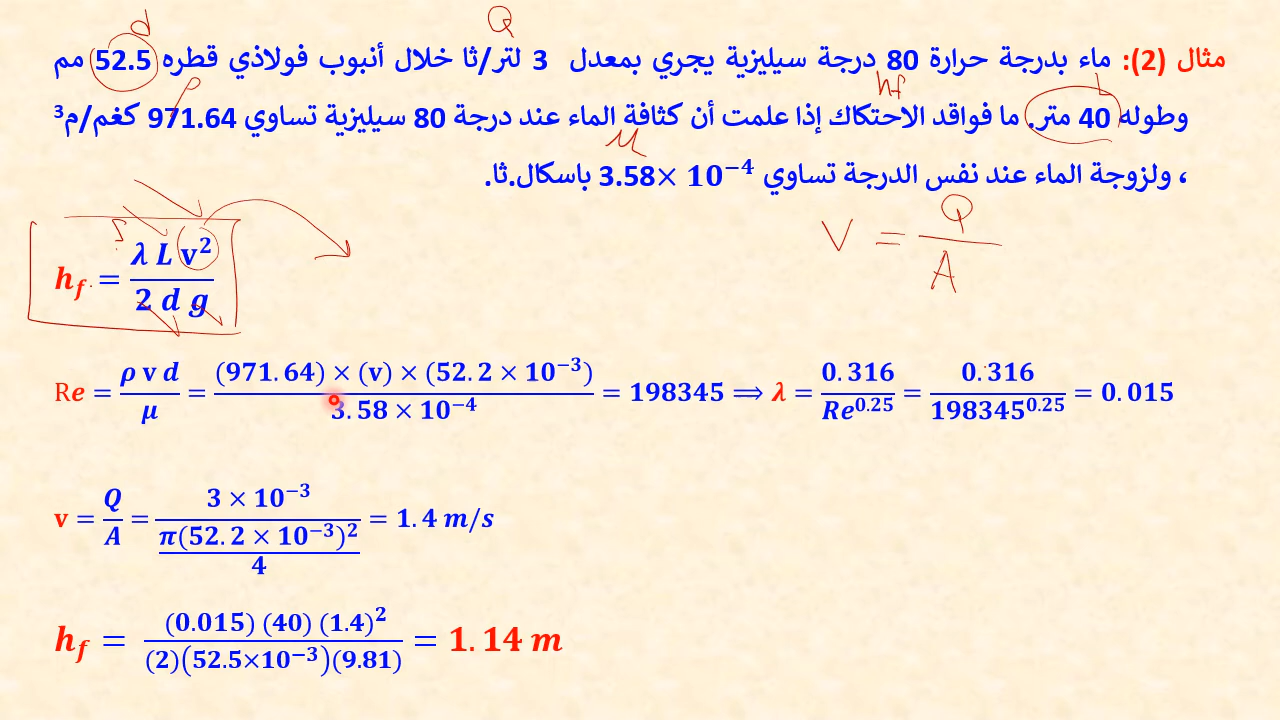 d
Q
مثال (2): ماء بدرجة حرارة 80 درجة سيليزية يجري بمعدل 3 لتر/ثا خلال أنبوب فولاذي قطره 52.5 مم
ρ
hf
L
وطوله 40 متر. ما فواقد الاحتكاك إذا علمت أن كثافة الماء عند درجة 80 سيليزية تساوي 971.64 كغم/م³
μ
، ولزوجة الماء عند نفس الدرجة تساوي 3.58× 10⁻⁴ باسكال.ثا.
V = Q / A
h_f = λ L v² / 2 d g
Re = ρ v d / μ = (971.64) × (v) × (52.2 × 10⁻³) / 3.58 × 10⁻⁴ = 198345 ⟹ λ = 0.316 / Re^0.25 = 0.316 / 198345^0.25 = 0.015
v = Q / A = 3 × 10⁻³ / (π(52.2 × 10⁻³)² / 4) = 1.4 m/s
h_f = (0.015) (40) (1.4)² / (2)(52.5×10⁻³)(9.81) = 1.14 m